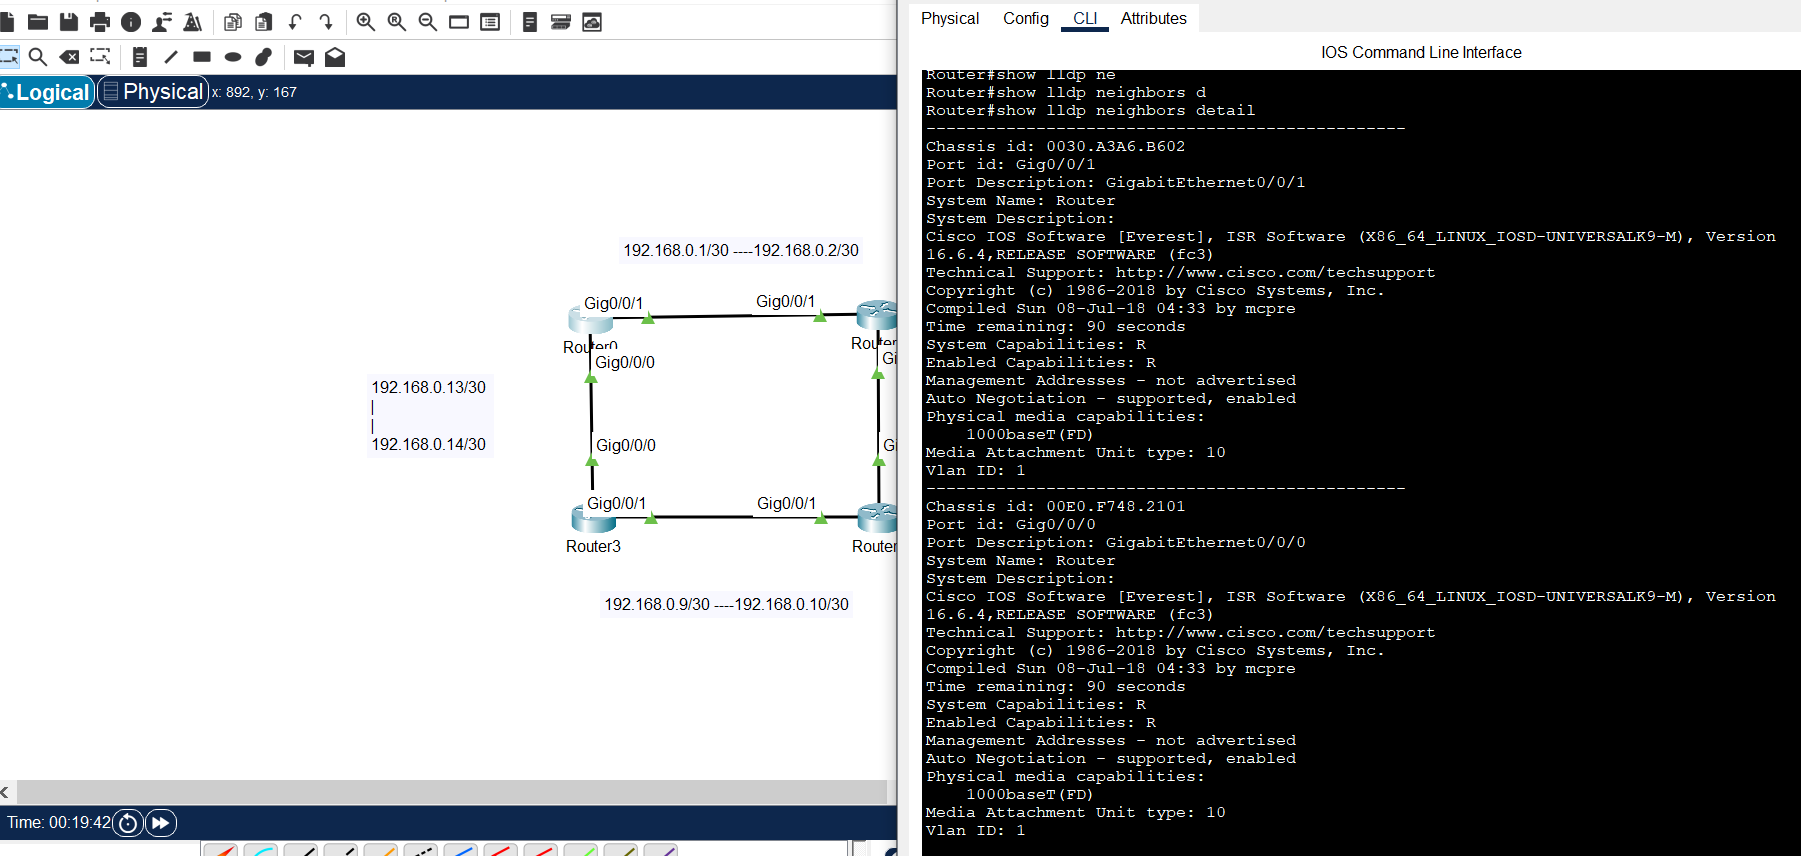 Physical Config CLI Attributes
IOS Command Line Interface
Logical Physical x: 892, y: 167
192.168.0.1/30 ----192.168.0.2/30
Gig0/0/1 Gig0/0/1
Router0
Gig0/0/0
192.168.0.13/30
|
|
192.168.0.14/30
Gig0/0/0
Gig0/0/1 Gig0/0/1
Router3 Router
192.168.0.9/30 ----192.168.0.10/30
Time: 00:19:42
Router#show lldp ne
Router#show lldp neighbors d
Router#show lldp neighbors detail
------------------------------------------------
Chassis id: 0030.A3A6.B602
Port id: Gig0/0/1
Port Description: GigabitEthernet0/0/1
System Name: Router
System Description:
Cisco IOS Software [Everest], ISR Software (X86_64_LINUX_IOSD-UNIVERSALK9-M), Version
16.6.4,RELEASE SOFTWARE (fc3)
Technical Support: http://www.cisco.com/techsupport
Copyright (c) 1986-2018 by Cisco Systems, Inc.
Compiled Sun 08-Jul-18 04:33 by mcpre
Time remaining: 90 seconds
System Capabilities: R
Enabled Capabilities: R
Management Addresses - not advertised
Auto Negotiation - supported, enabled
Physical media capabilities:
1000baseT(FD)
Media Attachment Unit type: 10
Vlan ID: 1
------------------------------------------------
Chassis id: 00E0.F748.2101
Port id: Gig0/0/0
Port Description: GigabitEthernet0/0/0
System Name: Router
System Description:
Cisco IOS Software [Everest], ISR Software (X86_64_LINUX_IOSD-UNIVERSALK9-M), Version
16.6.4,RELEASE SOFTWARE (fc3)
Technical Support: http://www.cisco.com/techsupport
Copyright (c) 1986-2018 by Cisco Systems, Inc.
Compiled Sun 08-Jul-18 04:33 by mcpre
Time remaining: 90 seconds
System Capabilities: R
Enabled Capabilities: R
Management Addresses - not advertised
Auto Negotiation - supported, enabled
Physical media capabilities:
1000baseT(FD)
Media Attachment Unit type: 10
Vlan ID: 1